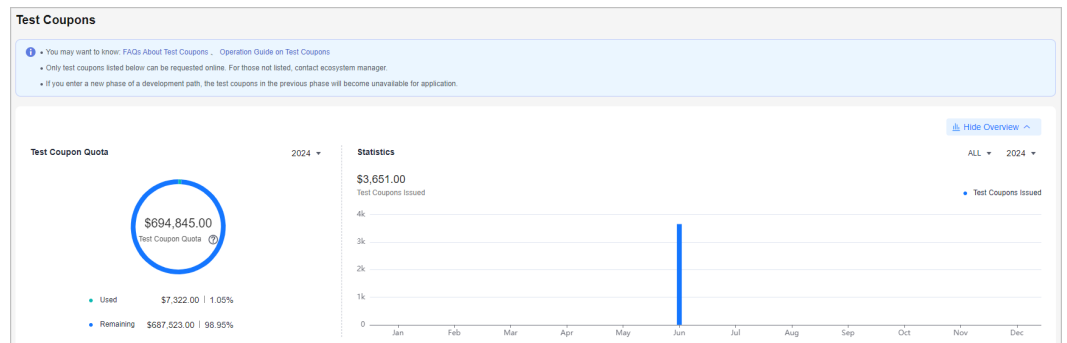 Test Coupons
• You may want to know: FAQs About Test Coupons 、 Operation Guide on Test Coupons
• Only test coupons listed below can be requested online. For those not listed, contact ecosystem manager.
• If you enter a new phase of a development path, the test coupons in the previous phase will become unavailable for application.
Hide Overview
Test Coupon Quota
2024
$694,845.00
Test Coupon Quota
Used $7,322.00 | 1.05%
Remaining $687,523.00 | 98.95%
Statistics
ALL 2024
$3,651.00
Test Coupons Issued
Test Coupons Issued
4k
3k
2k
1k
0
Jan Feb Mar Apr May Jun Jul Aug Sep Oct Nov Dec